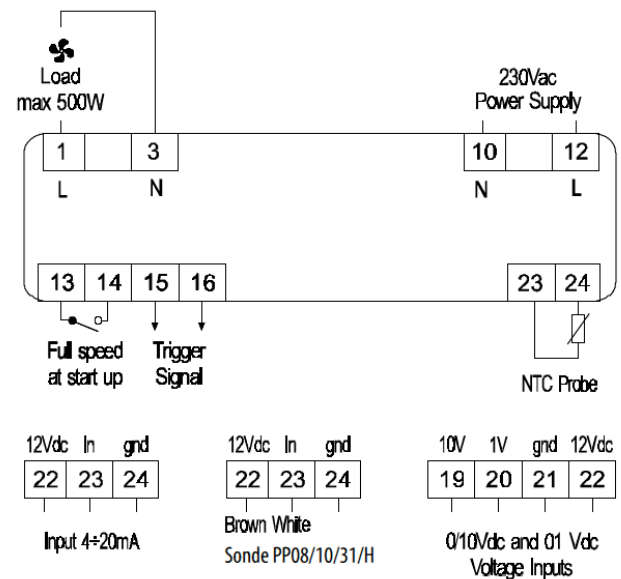 Load
max 500W
230Vac
Power Supply
1 3 10 12
L N N L
13 14 15 16 23 24
Full speed
at start up
Trigger
Signal
NTC Probe
12Vdc In gnd
22 23 24
Input 4÷20mA
12Vdc In gnd
22 23 24
Brown White
Sonde PP08/10/31/H
10V 1V gnd 12Vdc
19 20 21 22
0/10Vdc and 01 Vdc
Voltage Inputs